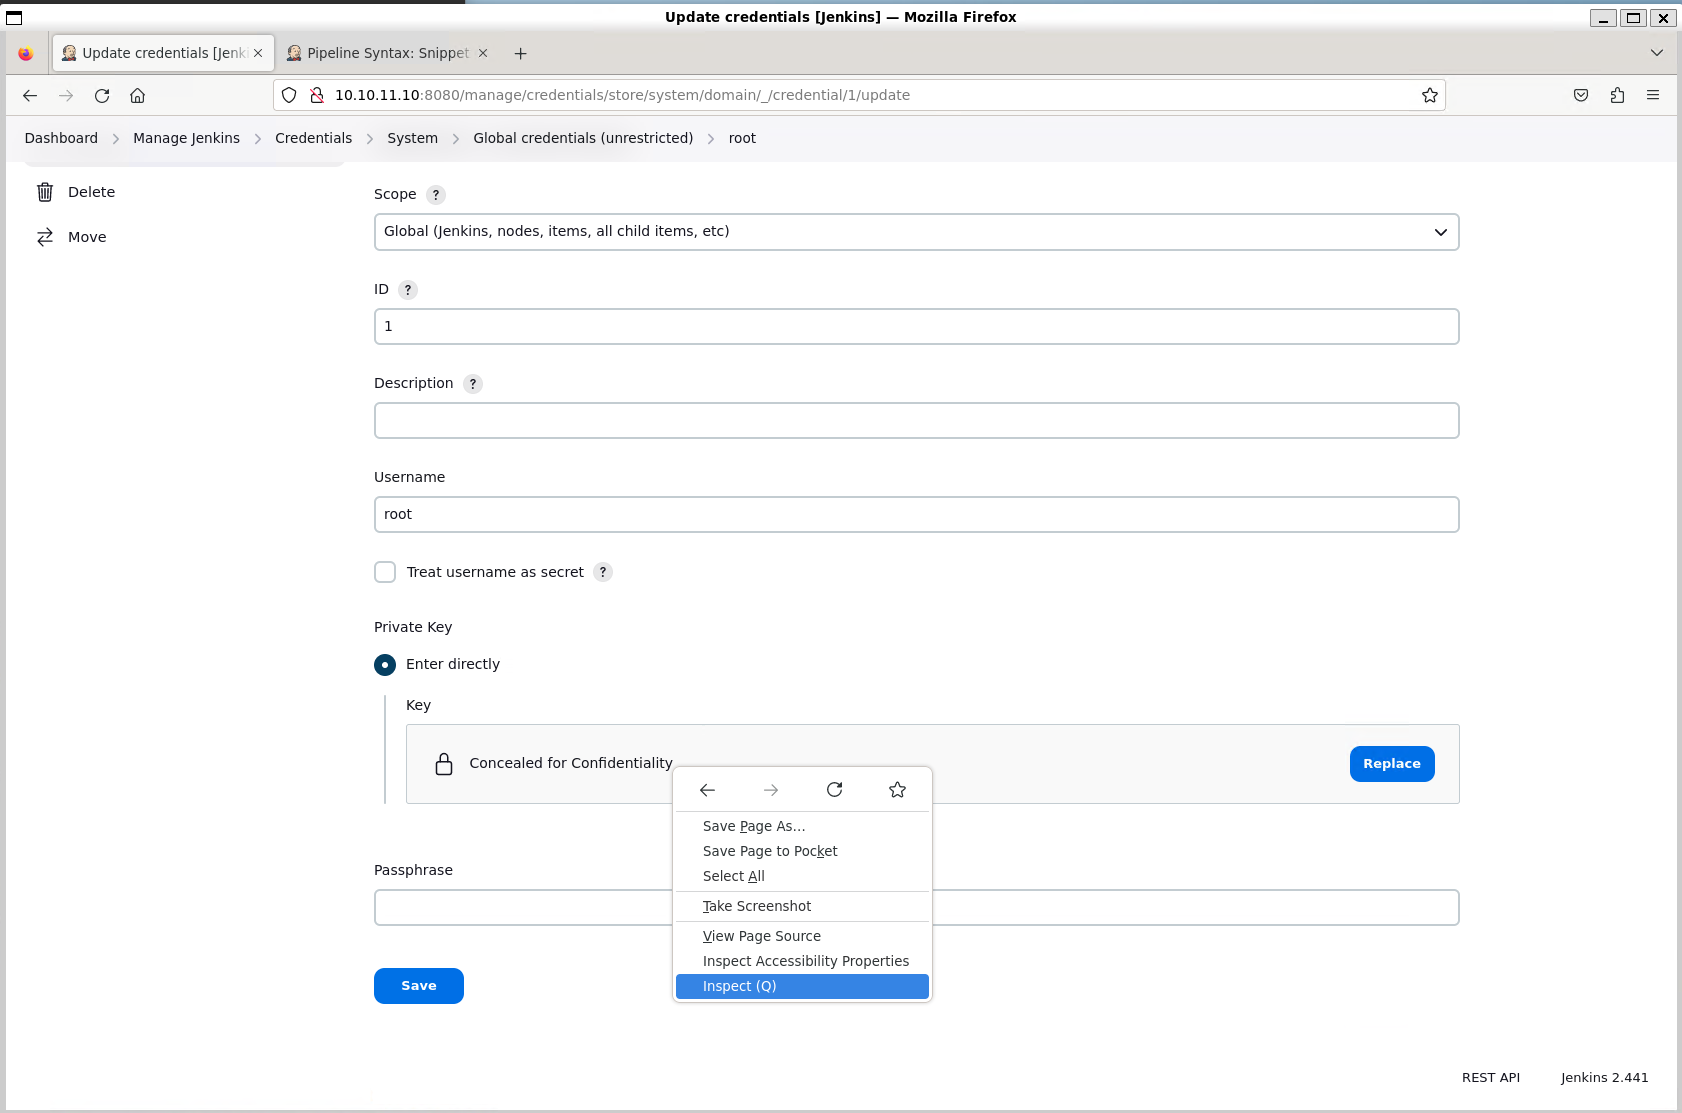 Update credentials [Jenkins] — Mozilla Firefox
Update credentials [Jenki
Pipeline Syntax: Snippet
10.10.11.10:8080/manage/credentials/store/system/domain/_/credential/1/update
Dashboard
Manage Jenkins
Credentials
System
Global credentials (unrestricted)
root
Delete
Move
Scope ?
Global (Jenkins, nodes, items, all child items, etc)
ID ?
1
Description ?
Username
root
Treat username as secret ?
Private Key
Enter directly
Key
Concealed for Confidentiality
Replace
Save Page As…
Save Page to Pocket
Select All
Take Screenshot
View Page Source
Inspect Accessibility Properties
Inspect (Q)
Passphrase
Save
REST API
Jenkins 2.441